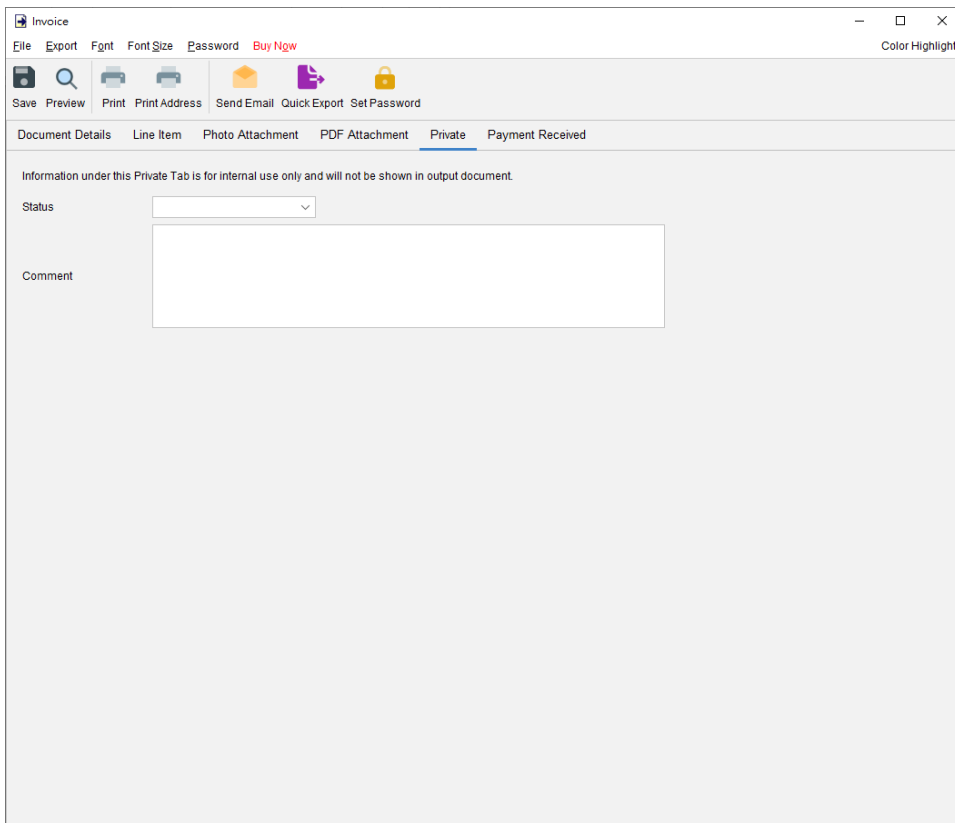 Invoice
File Export Font Font Size Password Buy Now Color Highlight
Save Preview Print Print Address Send Email Quick Export Set Password
Document Details Line Item Photo Attachment PDF Attachment Private Payment Received
Information under this Private Tab is for internal use only and will not be shown in output document.
Status
Comment